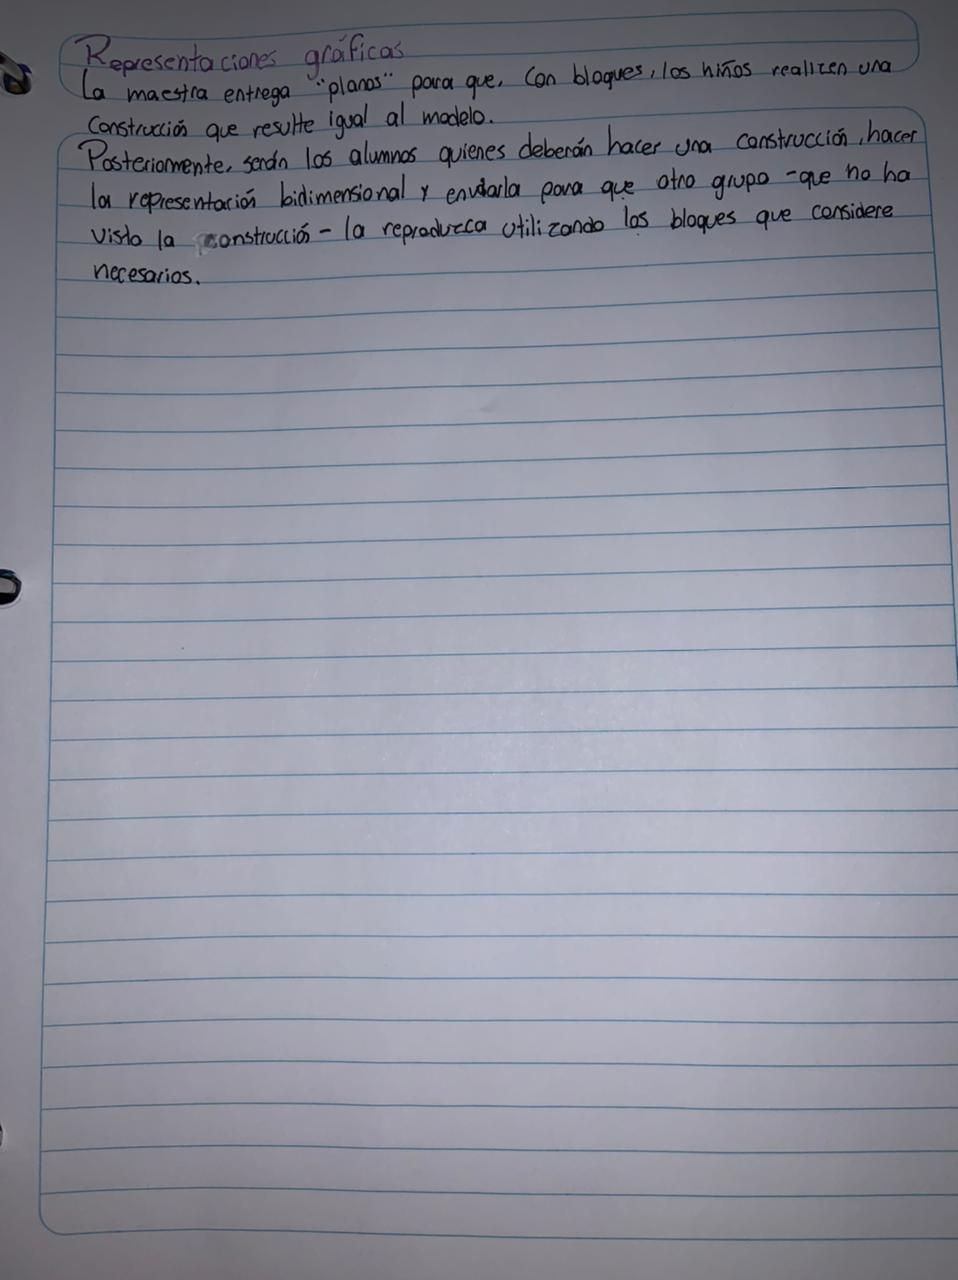 Representaciones gráficas
La maestra entrega "planos" para que, con bloques, los niños realicen una
construcción que resulte igual al modelo.
Posteriormente, serán los alumnos quienes deberán hacer una construcción, hacer
la representación bidimensional y enviarla para que otro grupo -que no ha
visto la construcción- la reproduzca utilizando los bloques que considere
necesarios.